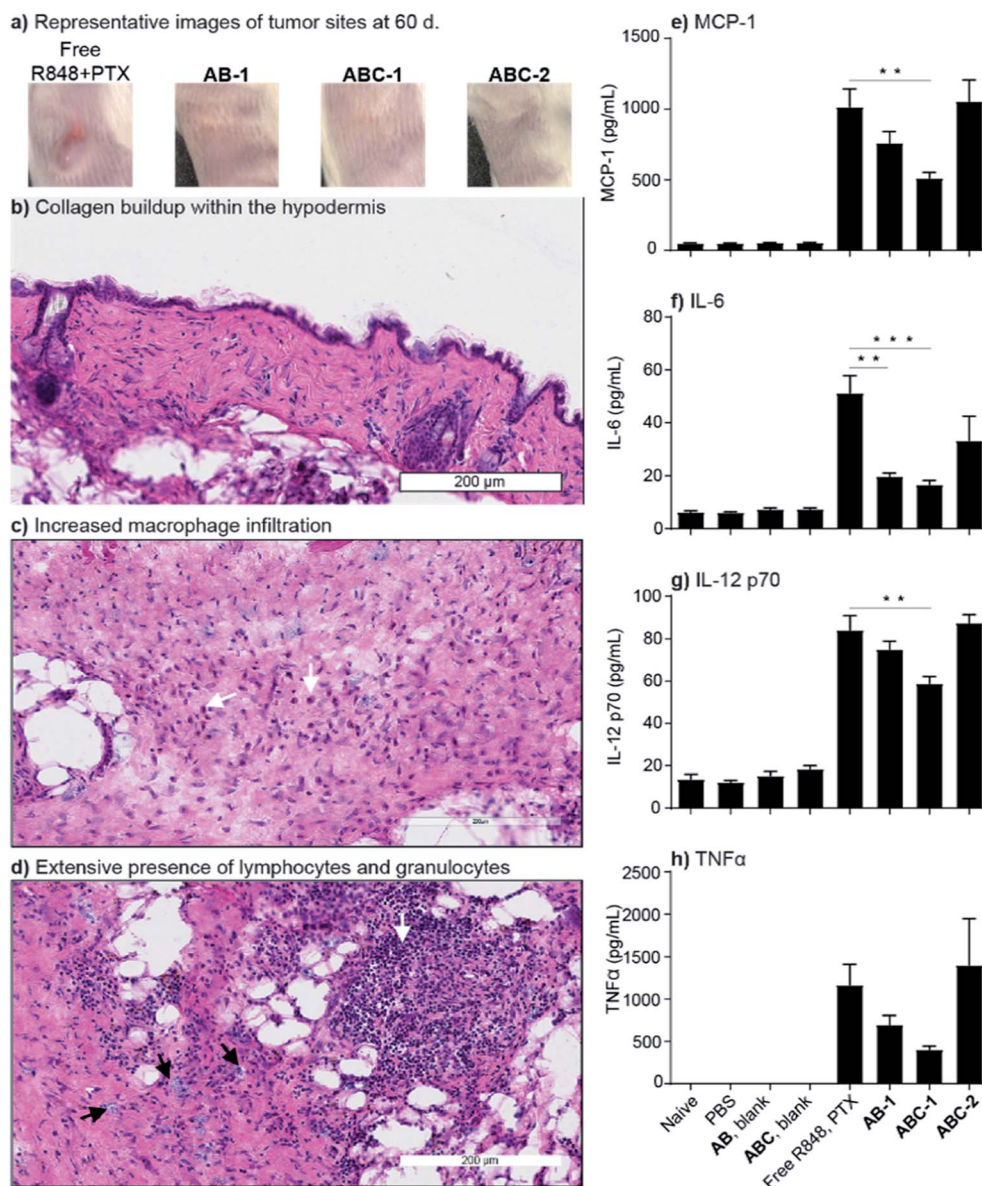 a) Representative images of tumor sites at 60 d.
Free
R848+PTX
AB-1
ABC-1
ABC-2
b) Collagen buildup within the hypodermis
200 µm
c) Increased macrophage infiltration
200µm
d) Extensive presence of lymphocytes and granulocytes
200 µm
e) MCP-1
MCP-1 (pg/mL)
1500
1000
500
0
* *
f) IL-6
IL-6 (pg/mL)
80
60
40
20
0
* * *
* *
g) IL-12 p70
IL-12 p70 (pg/mL)
100
80
60
40
20
0
* *
h) TNFα
TNFα (pg/mL)
2500
2000
1500
1000
500
0
Naive
PBS
AB, blank
ABC, blank
Free R848, PTX
AB-1
ABC-1
ABC-2